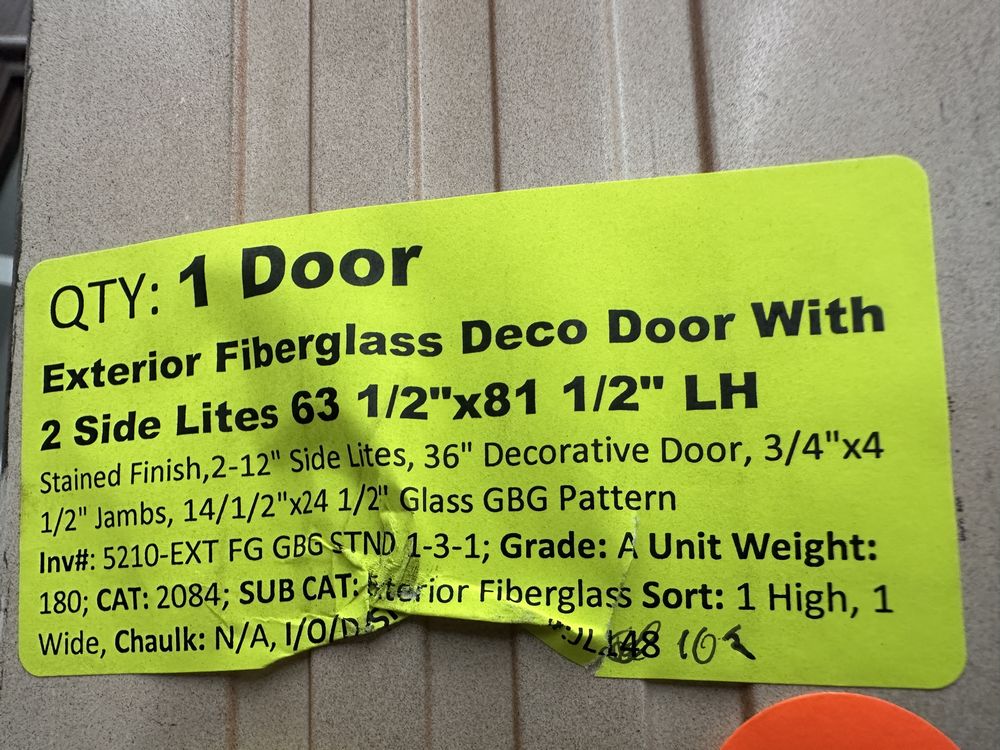 QTY: 1 Door
Exterior Fiberglass Deco Door With
2 Side Lites 63 1/2"x81 1/2" LH
Stained Finish,2-12" Side Lites, 36" Decorative Door, 3/4"x4
1/2" Jambs, 14/1/2"x24 1/2" Glass GBG Pattern
Inv#: 5210-EXT FG GBG STND 1-3-1; Grade: A Unit Weight:
180; CAT: 2084; SUB CAT: Exterior Fiberglass Sort: 1 High, 1
Wide, Chaulk: N/A, I/O/D